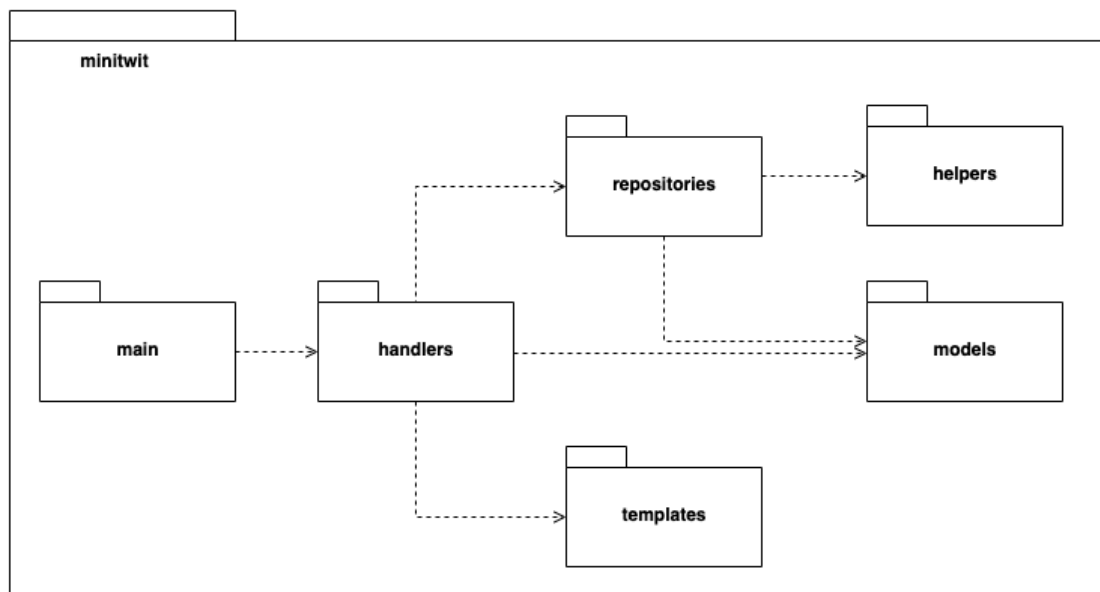 minitwit
repositories
helpers
main
handlers
models
templates